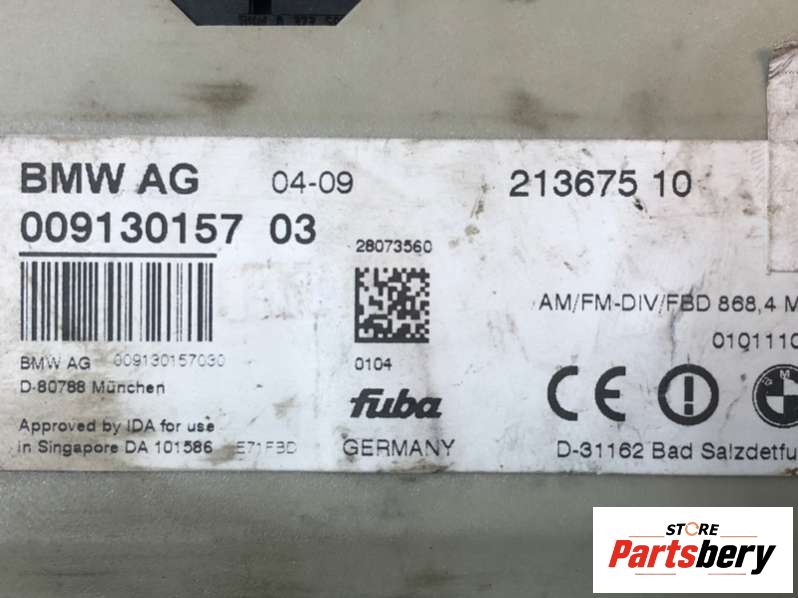 BMW AG 04-09 213675 10
009130157 03
28073560
AM/FM-DIV/FBD 868,4 M
0101110
BMW AG 009130157030
0104
D-80788 München
fuba
Approved by IDA for use
in Singapore DA 101586 E71FBD
GERMANY
D-31162 Bad Salzdetfu
STORE
Partsbery